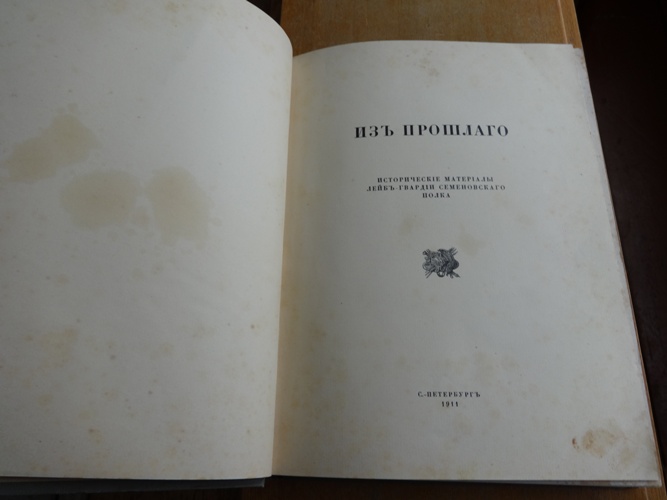 ИЗЪ ПРОШЛАГО
ИСТОРИЧЕСКІЕ МАТЕРІАЛЫ
ЛЕЙБЪ-ГВАРДІИ СЕМЕНОВСКАГО
ПОЛКА
С.-ПЕТЕРБУРГЪ
1911